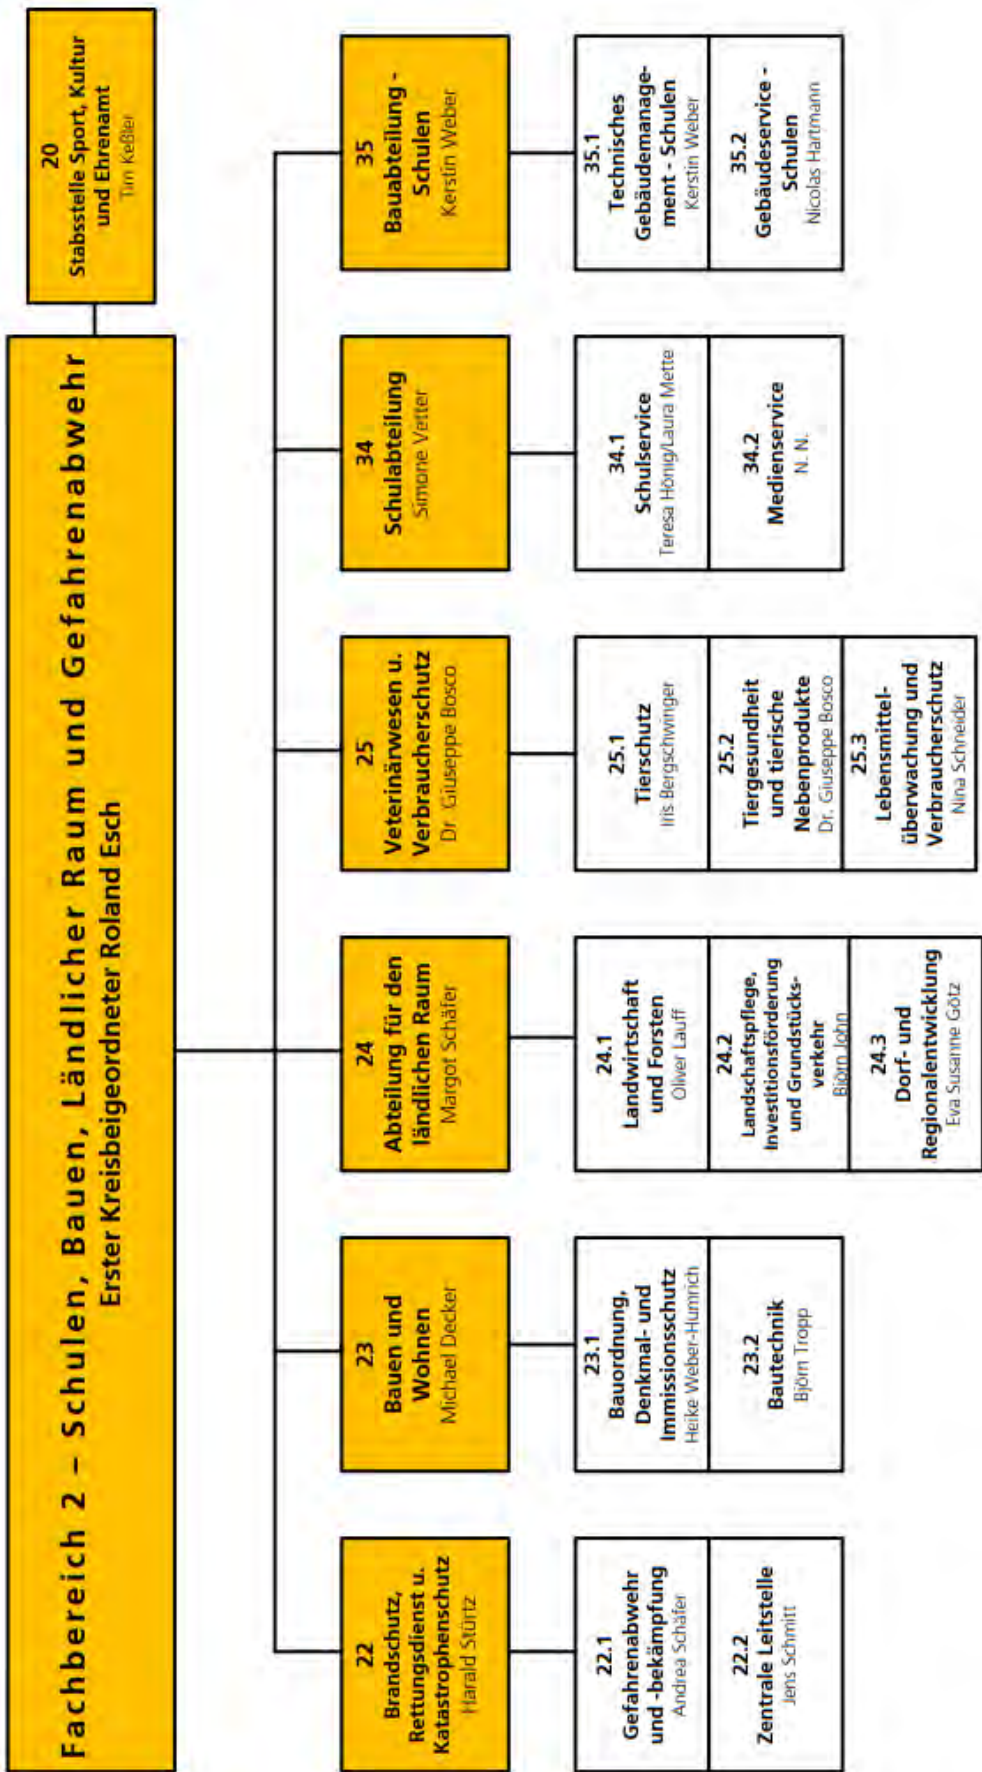 Fachbereich 2 – Schulen, Bauen, Ländlicher Raum und Gefahrenabwehr
Erster Kreisbeigeordneter Roland Esch
20
Stabsstelle Sport, Kultur
und Ehrenamt
Tim Keßler
22
Brandschutz,
Rettungsdienst u.
Katastrophenschutz
Harald Stürtz
23
Bauen und
Wohnen
Michael Decker
24
Abteilung für den
ländlichen Raum
Margot Schäfer
25
Veterinärwesen u.
Verbraucherschutz
Dr. Giuseppe Bosco
34
Schulabteilung
Simone Vetter
35
Bauabteilung -
Schulen
Kerstin Weber
22.1
Gefahrenabwehr
und -bekämpfung
Andrea Schäfer
22.2
Zentrale Leitstelle
Jens Schmitt
23.1
Bauordnung,
Denkmal- und
Immissionsschutz
Heike Weber-Humrich
23.2
Bautechnik
Björn Tropp
24.1
Landwirtschaft
und Forsten
Oliver Lauff
24.2
Landschaftspflege,
Investitionsförderung
und Grundstücks-
verkehr
Björn John
24.3
Dorf- und
Regionalentwicklung
Eva Susanne Götz
25.1
Tierschutz
Iris Bergschwinger
25.2
Tiergesundheit
und tierische
Nebenprodukte
Dr. Giuseppe Bosco
25.3
Lebensmittel-
überwachung und
Verbraucherschutz
Nina Schneider
34.1
Schulservice
Teresa Hönig/Laura Mette
34.2
Medienservice
N. N.
35.1
Technisches
Gebäudemanage-
ment - Schulen
Kerstin Weber
35.2
Gebäudeservice -
Schulen
Nicolas Hartmann